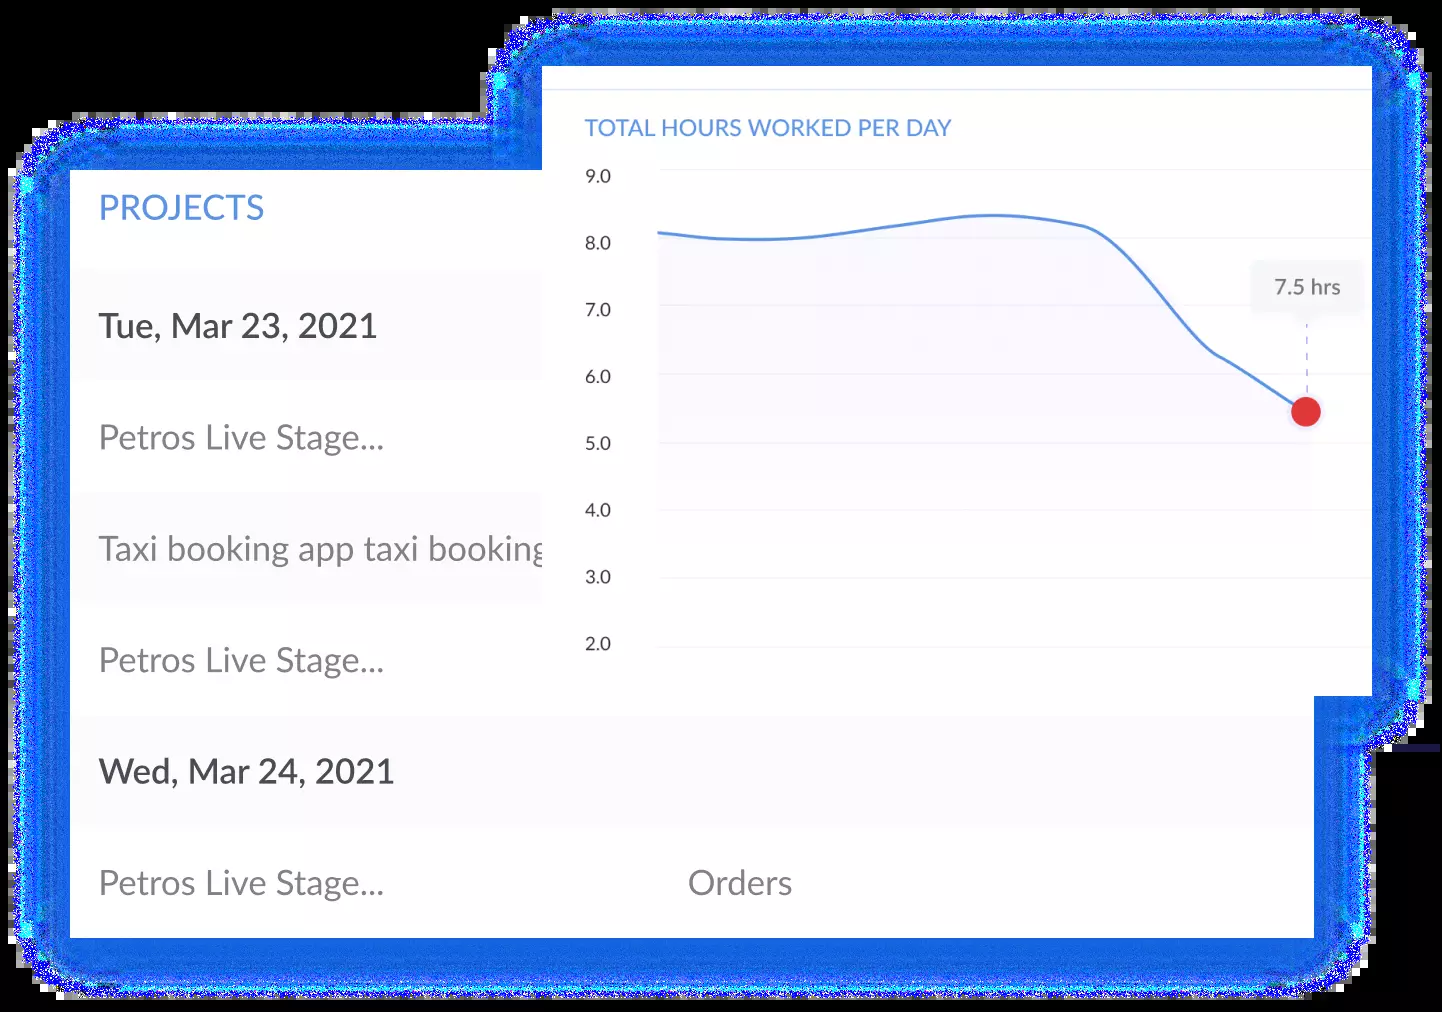 TOTAL HOURS WORKED PER DAY
9.0
8.0
7.5 hrs
7.0
6.0
5.0
4.0
3.0
2.0
PROJECTS
Tue, Mar 23, 2021
Petros Live Stage...
Taxi booking app taxi booking
Petros Live Stage...
Wed, Mar 24, 2021
Petros Live Stage...
Orders